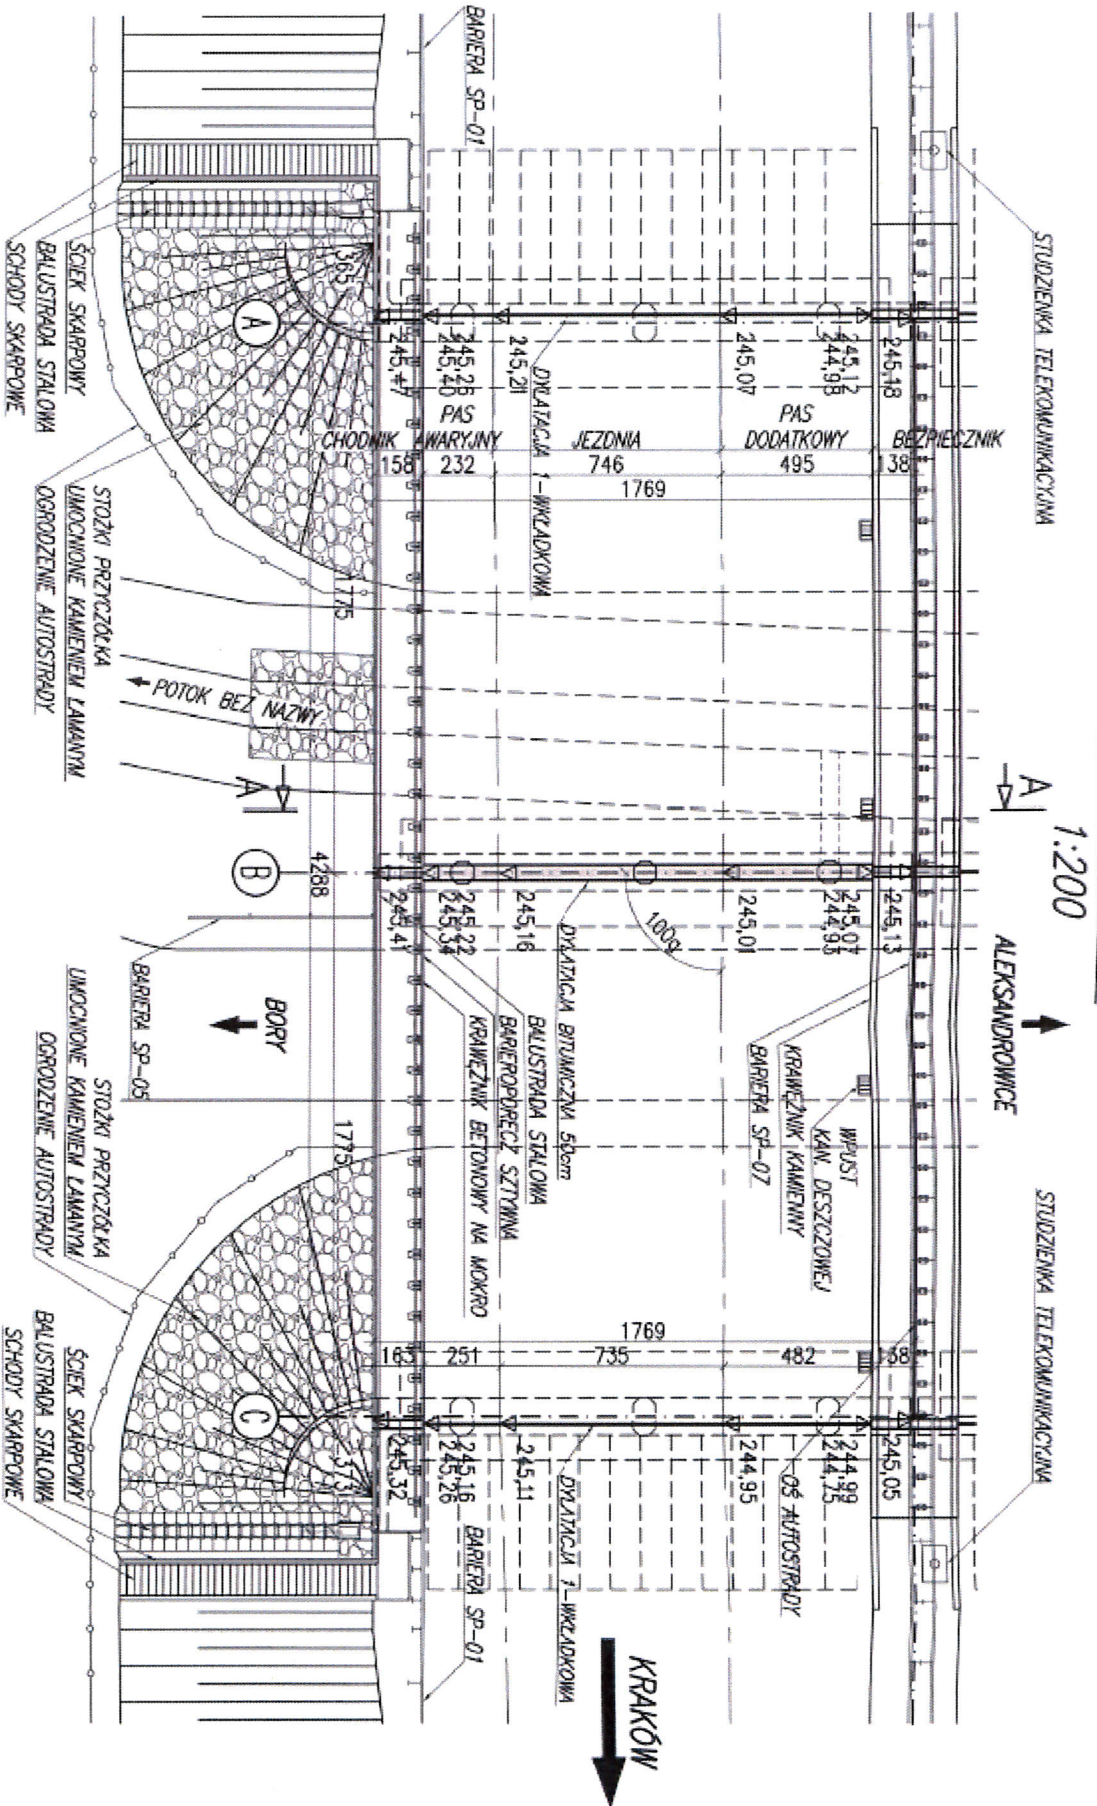 1:200
A
ALEKSANDROWICE
STUDZIENKA TELEKOMUNIKACYJNA
STUDZIENKA TELEKOMUNIKACYJNA
BARIERA SP-01
DYLATACJA 1-WKŁADKOWA
245,18
245,12
244,98
245,07
245,21
245,26
245,40
245,47
CHODNIK
PAS
AWARYJNY
JEZDNIA
PAS
DODATKOWY
BEZPIECZNIK
158
232
746
495
138
1769
365
A
ŚCIEK SKARPOWY
BALUSTRADA STALOWA
SCHODY SKARPOWE
STOŻKI PRZYCZÓŁKA
UMOCNIONE KAMIENIEM ŁAMANYM
OGRODZENIE AUTOSTRADY
1775
POTOK BEZ NAZWY
A
B
4288
245,13
245,07
244,93
245,01
245,16
245,22
245,34
245,41
100g
DYLATACJA BITUMICZNA 50cm
BALUSTRADA STALOWA
BARIEROPORĘCZ SZTYWNA
KRAWĘŻNIK BETONOWY NA MOKRO
WPUST
KAN. DESZCZOWEJ
KRAWĘŻNIK KAMIENNY
BARIERA SP-07
BARIERA SP-05
BORY
STOŻKI PRZYCZÓŁKA
UMOCNIONE KAMIENIEM ŁAMANYM
OGRODZENIE AUTOSTRADY
1775
1769
163
251
735
482
138
C
373
245,05
244,99
244,75
244,95
245,11
245,16
245,26
245,32
OŚ AUTOSTRADY
DYLATACJA 1-WKŁADKOWA
BARIERA SP-01
ŚCIEK SKARPOWY
BALUSTRADA STALOWA
SCHODY SKARPOWE
KRAKÓW